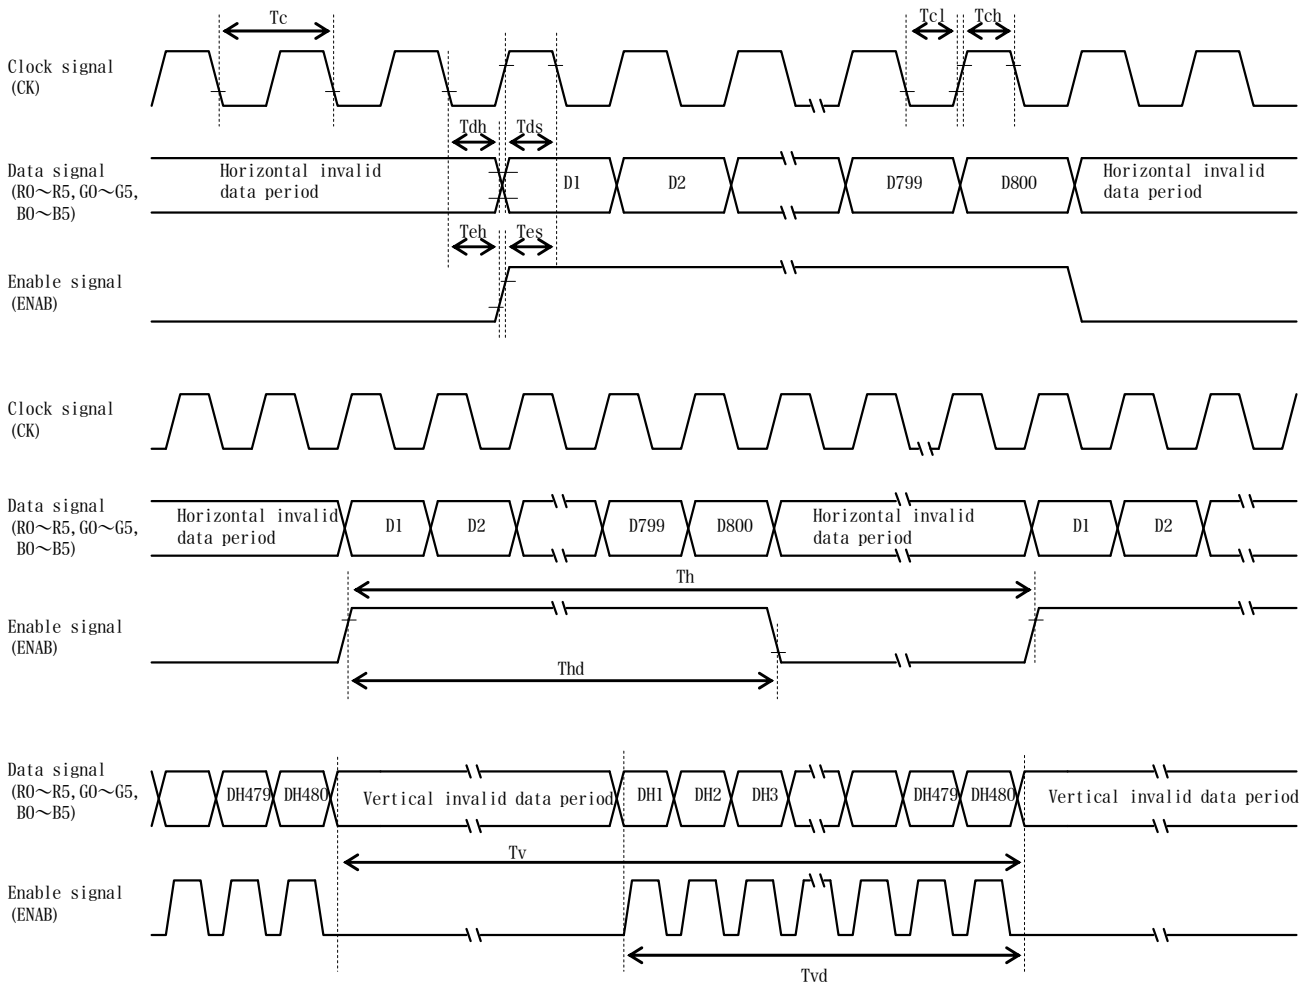 Tc
Tcl
Tch
Clock signal
(CK)
Tdh
Tds
Data signal
(R0～R5,G0～G5,
B0～B5)
Horizontal invalid
data period
D1
D2
D799
D800
Horizontal invalid
data period
Teh
Tes
Enable signal
(ENAB)
Clock signal
(CK)
Data signal
(R0～R5,G0～G5,
B0～B5)
Horizontal invalid
data period
D1
D2
D799
D800
Horizontal invalid
data period
D1
D2
Th
Enable signal
(ENAB)
Thd
Data signal
(R0～R5,G0～G5,
B0～B5)
DH479
DH480
Vertical invalid data period
DH1
DH2
DH3
DH479
DH480
Vertical invalid data period
Tv
Enable signal
(ENAB)
Tvd